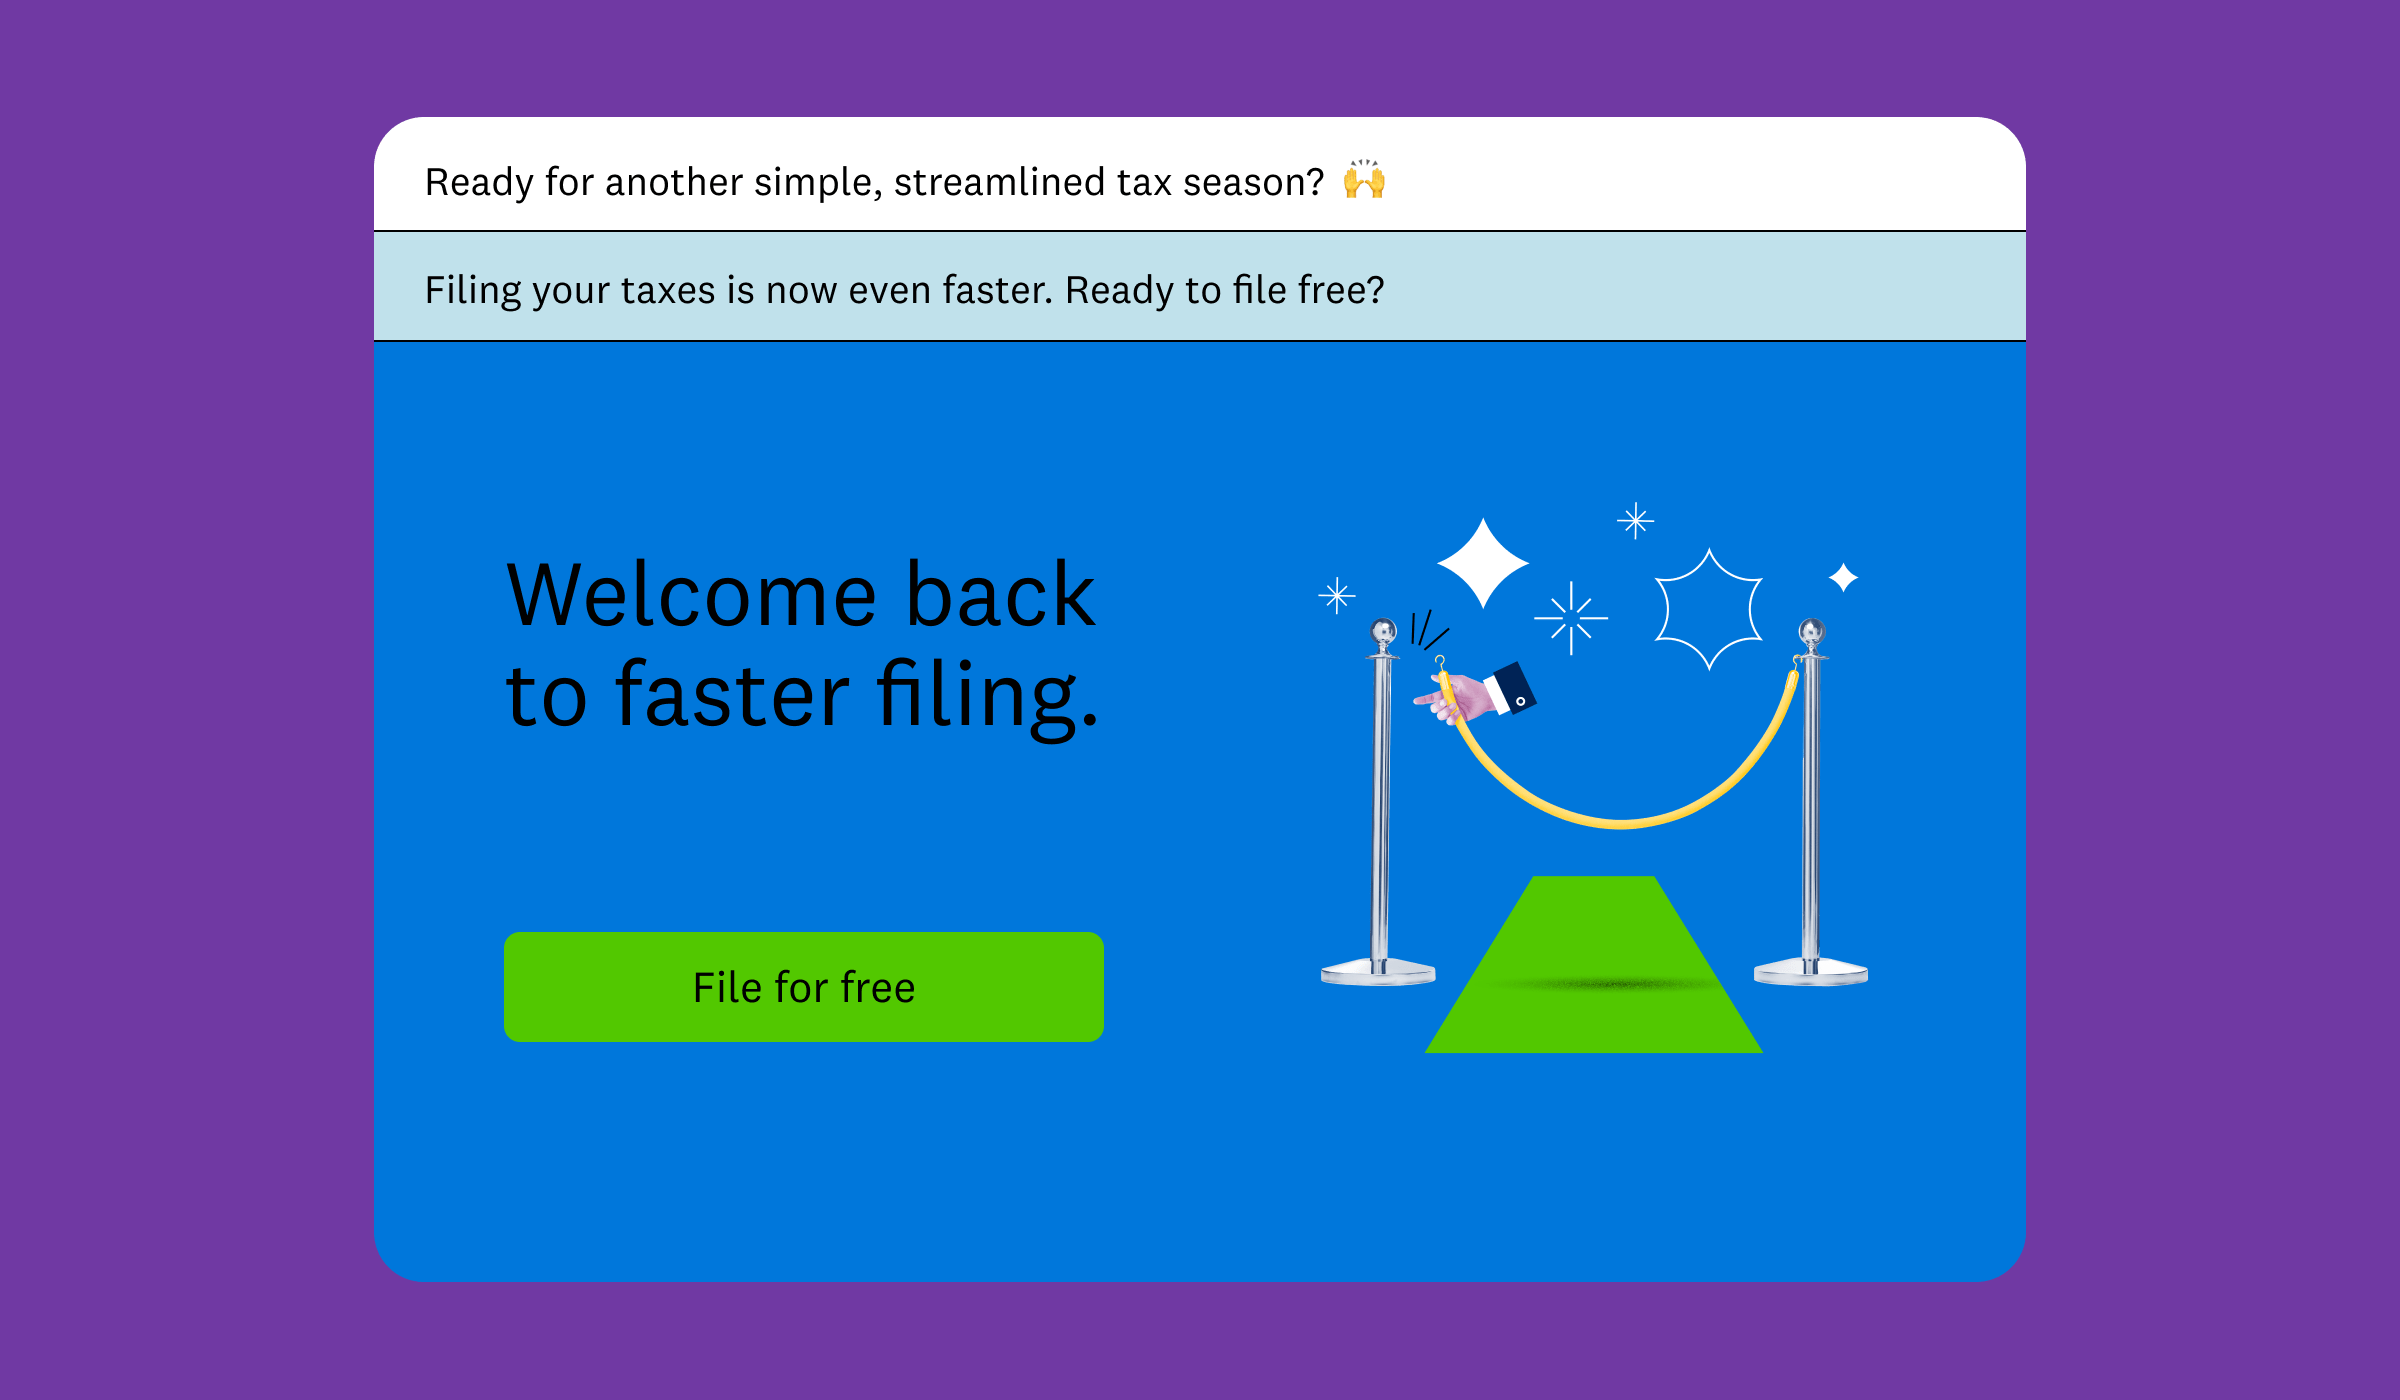 Ready for another simple, streamlined tax season? 🙌
Filing your taxes is now even faster. Ready to file free?
Welcome back
to faster filing.
File for free